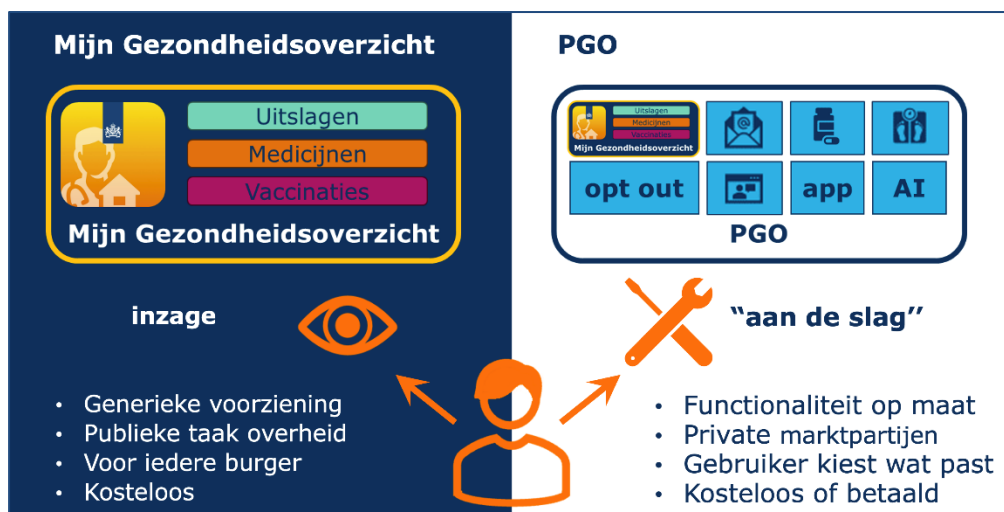 Mijn Gezondheidsoverzicht
Uitslagen
Medicijnen
Vaccinaties
Mijn Gezondheidsoverzicht
inzage
• Generieke voorziening
• Publieke taak overheid
• Voor iedere burger
• Kosteloos
PGO
Uitslagen
Medicijnen
Vaccinaties
Mijn Gezondheidsoverzicht
@
opt out
app
AI
PGO
“aan de slag”
• Functionaliteit op maat
• Private marktpartijen
• Gebruiker kiest wat past
• Kosteloos of betaald